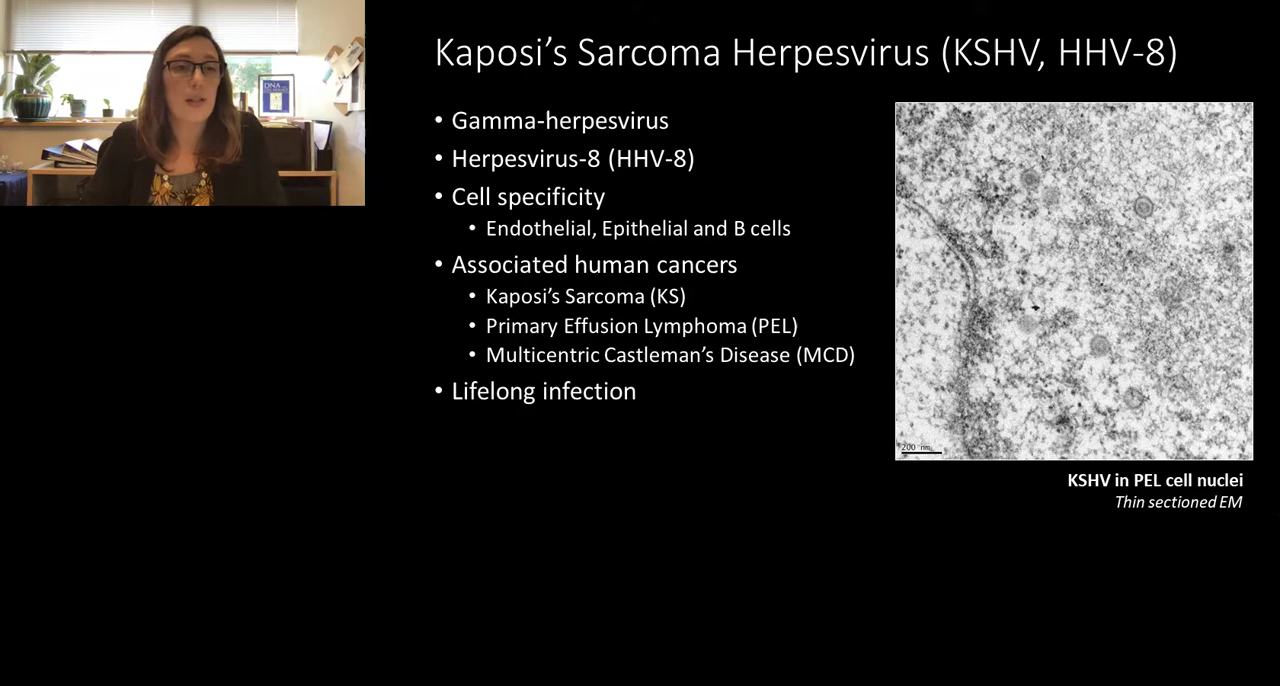 Kaposi’s Sarcoma Herpesvirus (KSHV, HHV-8)
• Gamma-herpesvirus
• Herpesvirus-8 (HHV-8)
• Cell specificity
• Endothelial, Epithelial and B cells
• Associated human cancers
• Kaposi’s Sarcoma (KS)
• Primary Effusion Lymphoma (PEL)
• Multicentric Castleman’s Disease (MCD)
• Lifelong infection
200 nm
KSHV in PEL cell nuclei
Thin sectioned EM
DNA